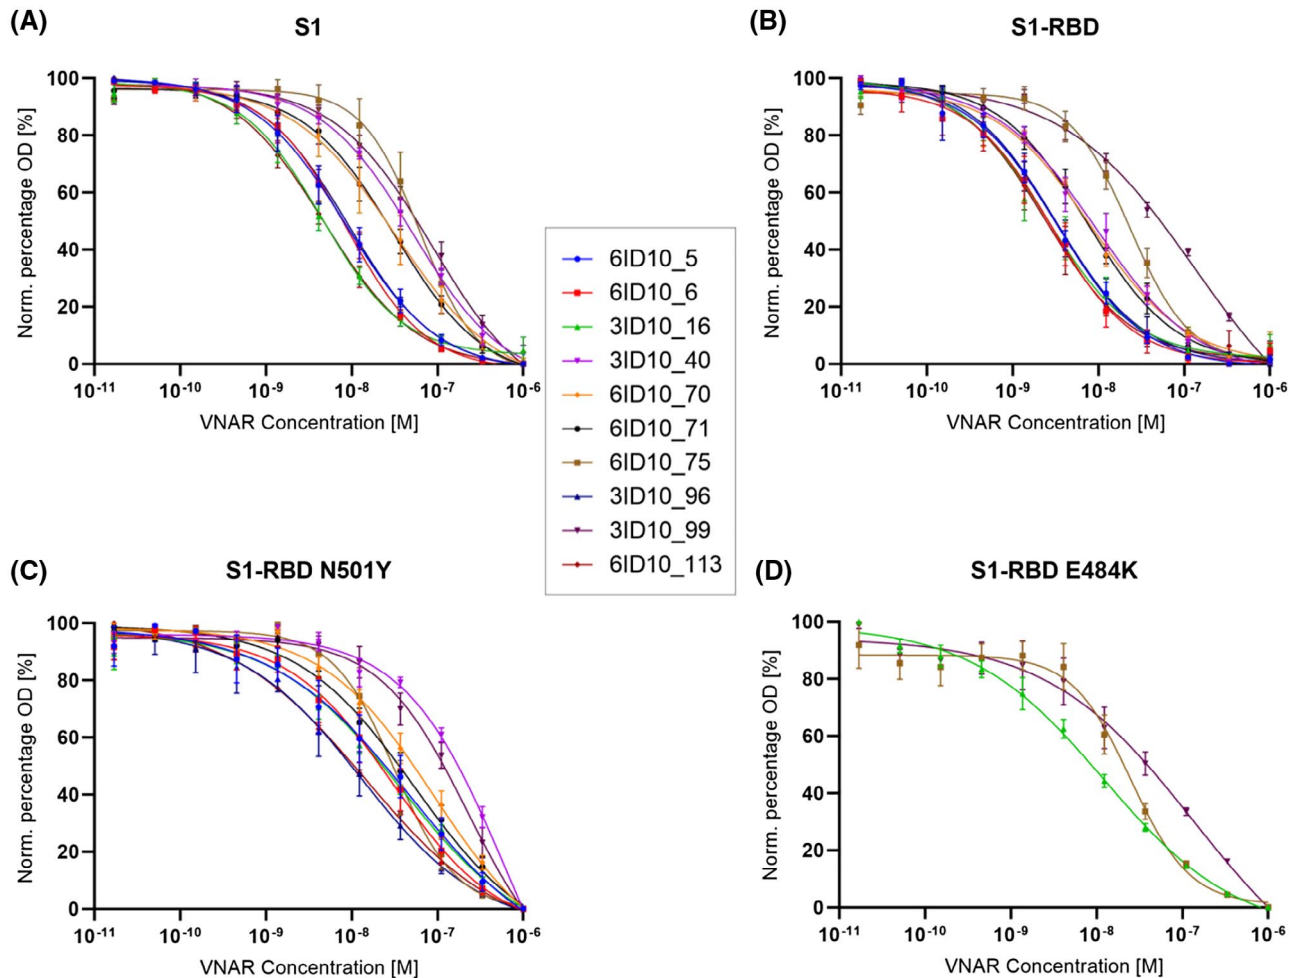 (A)
S1
Norm. percentage OD [%]
100
80
60
40
20
0
10-11
10-10
10-9
10-8
10-7
10-6
VNAR Concentration [M]
(B)
S1-RBD
Norm. percentage OD [%]
100
80
60
40
20
0
10-11
10-10
10-9
10-8
10-7
10-6
VNAR Concentration [M]
6ID10_5
6ID10_6
3ID10_16
3ID10_40
6ID10_70
6ID10_71
6ID10_75
3ID10_96
3ID10_99
6ID10_113
(C)
S1-RBD N501Y
Norm. percentage OD [%]
100
80
60
40
20
0
10-11
10-10
10-9
10-8
10-7
10-6
VNAR Concentration [M]
(D)
S1-RBD E484K
Norm. percentage OD [%]
100
80
60
40
20
0
10-11
10-10
10-9
10-8
10-7
10-6
VNAR Concentration [M]